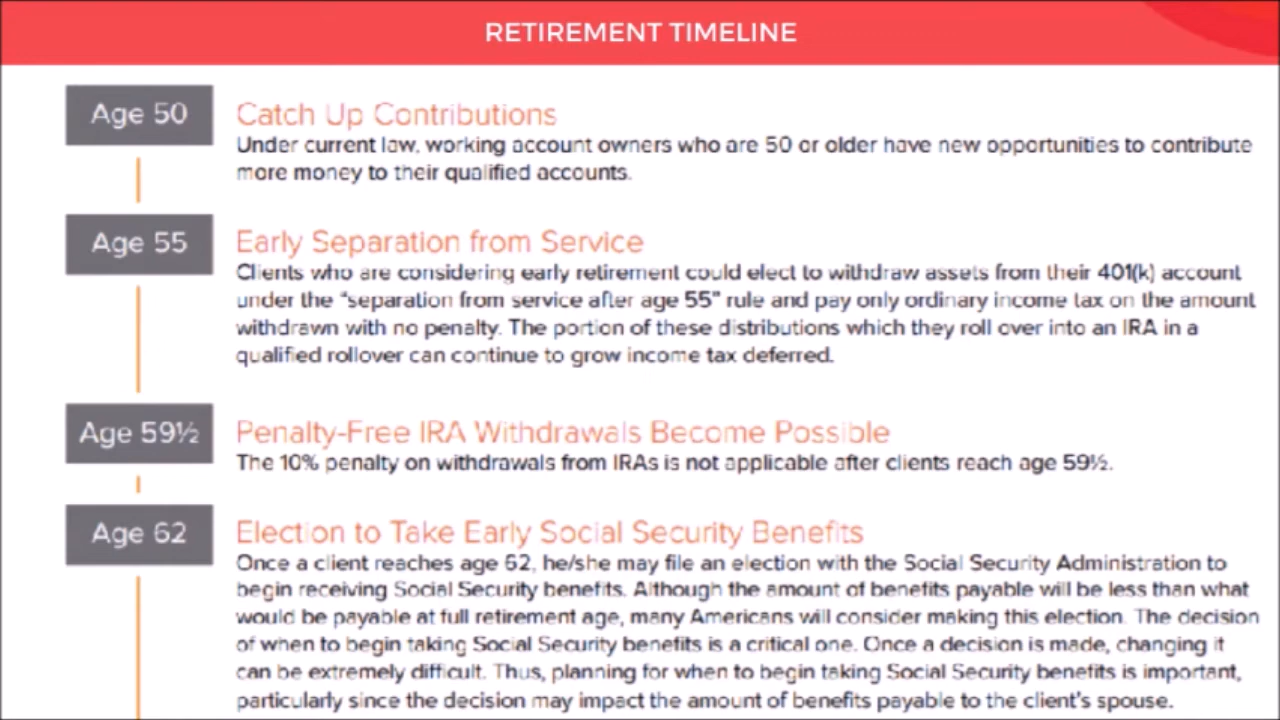 RETIREMENT TIMELINE
Age 50
Catch Up Contributions
Under current law, working account owners who are 50 or older have new opportunities to contribute
more money to their qualified accounts.
Age 55
Early Separation from Service
Clients who are considering early retirement could elect to withdraw assets from their 401(k) account
under the "separation from service after age 55" rule and pay only ordinary income tax on the amount
withdrawn with no penalty. The portion of these distributions which they roll over into an IRA in a
qualified rollover can continue to grow income tax deferred.
Age 59½
Penalty-Free IRA Withdrawals Become Possible
The 10% penalty on withdrawals from IRAs is not applicable after clients reach age 59½.
Age 62
Election to Take Early Social Security Benefits
Once a client reaches age 62, he/she may file an election with the Social Security Administration to
begin receiving Social Security benefits. Although the amount of benefits payable will be less than what
would be payable at full retirement age, many Americans will consider making this election. The decision
of when to begin taking Social Security benefits is a critical one. Once a decision is made, changing it
can be extremely difficult. Thus, planning for when to begin taking Social Security benefits is important,
particularly since the decision may impact the amount of benefits payable to the client's spouse.